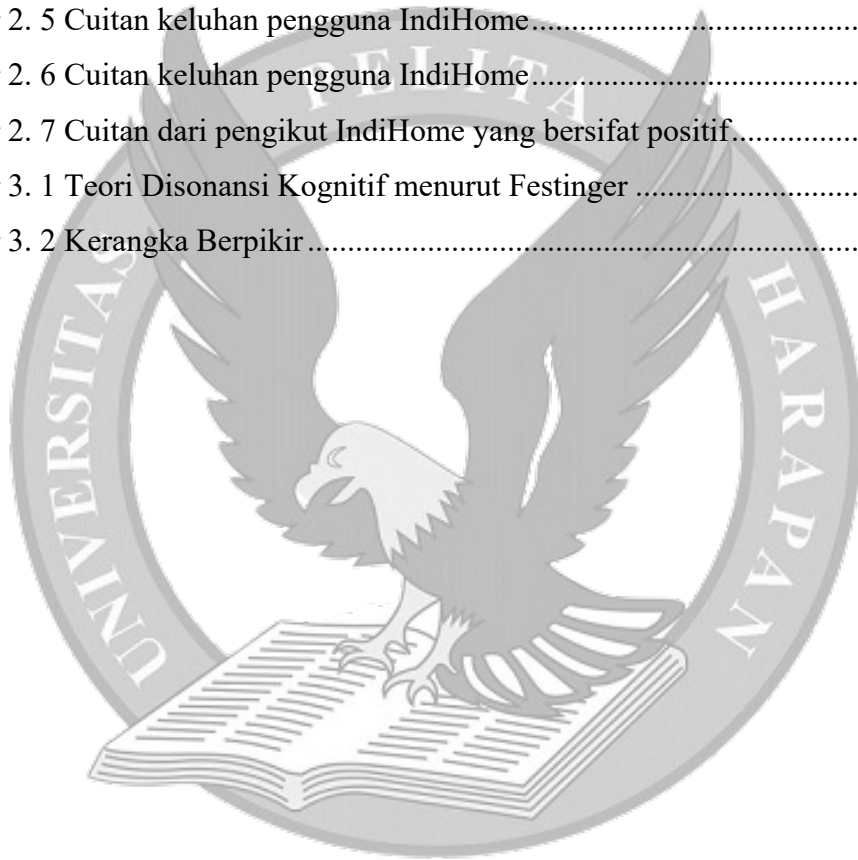 2. 5 Cuitan keluhan pengguna IndiHome.......................................
2. 6 Cuitan keluhan pengguna IndiHome.......................................
2. 7 Cuitan dari pengikut IndiHome yang bersifat positif..............
3. 1 Teori Disonansi Kognitif menurut Festinger ..........................
3. 2 Kerangka Berpikir..................................................................
UNIVERSITAS PELITA HARAPAN